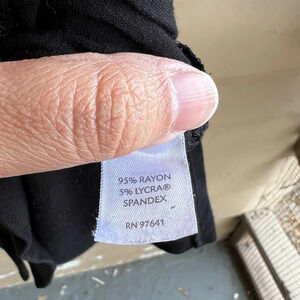 95% RAYON
5% LYCRA®
SPANDEX
RN 97641